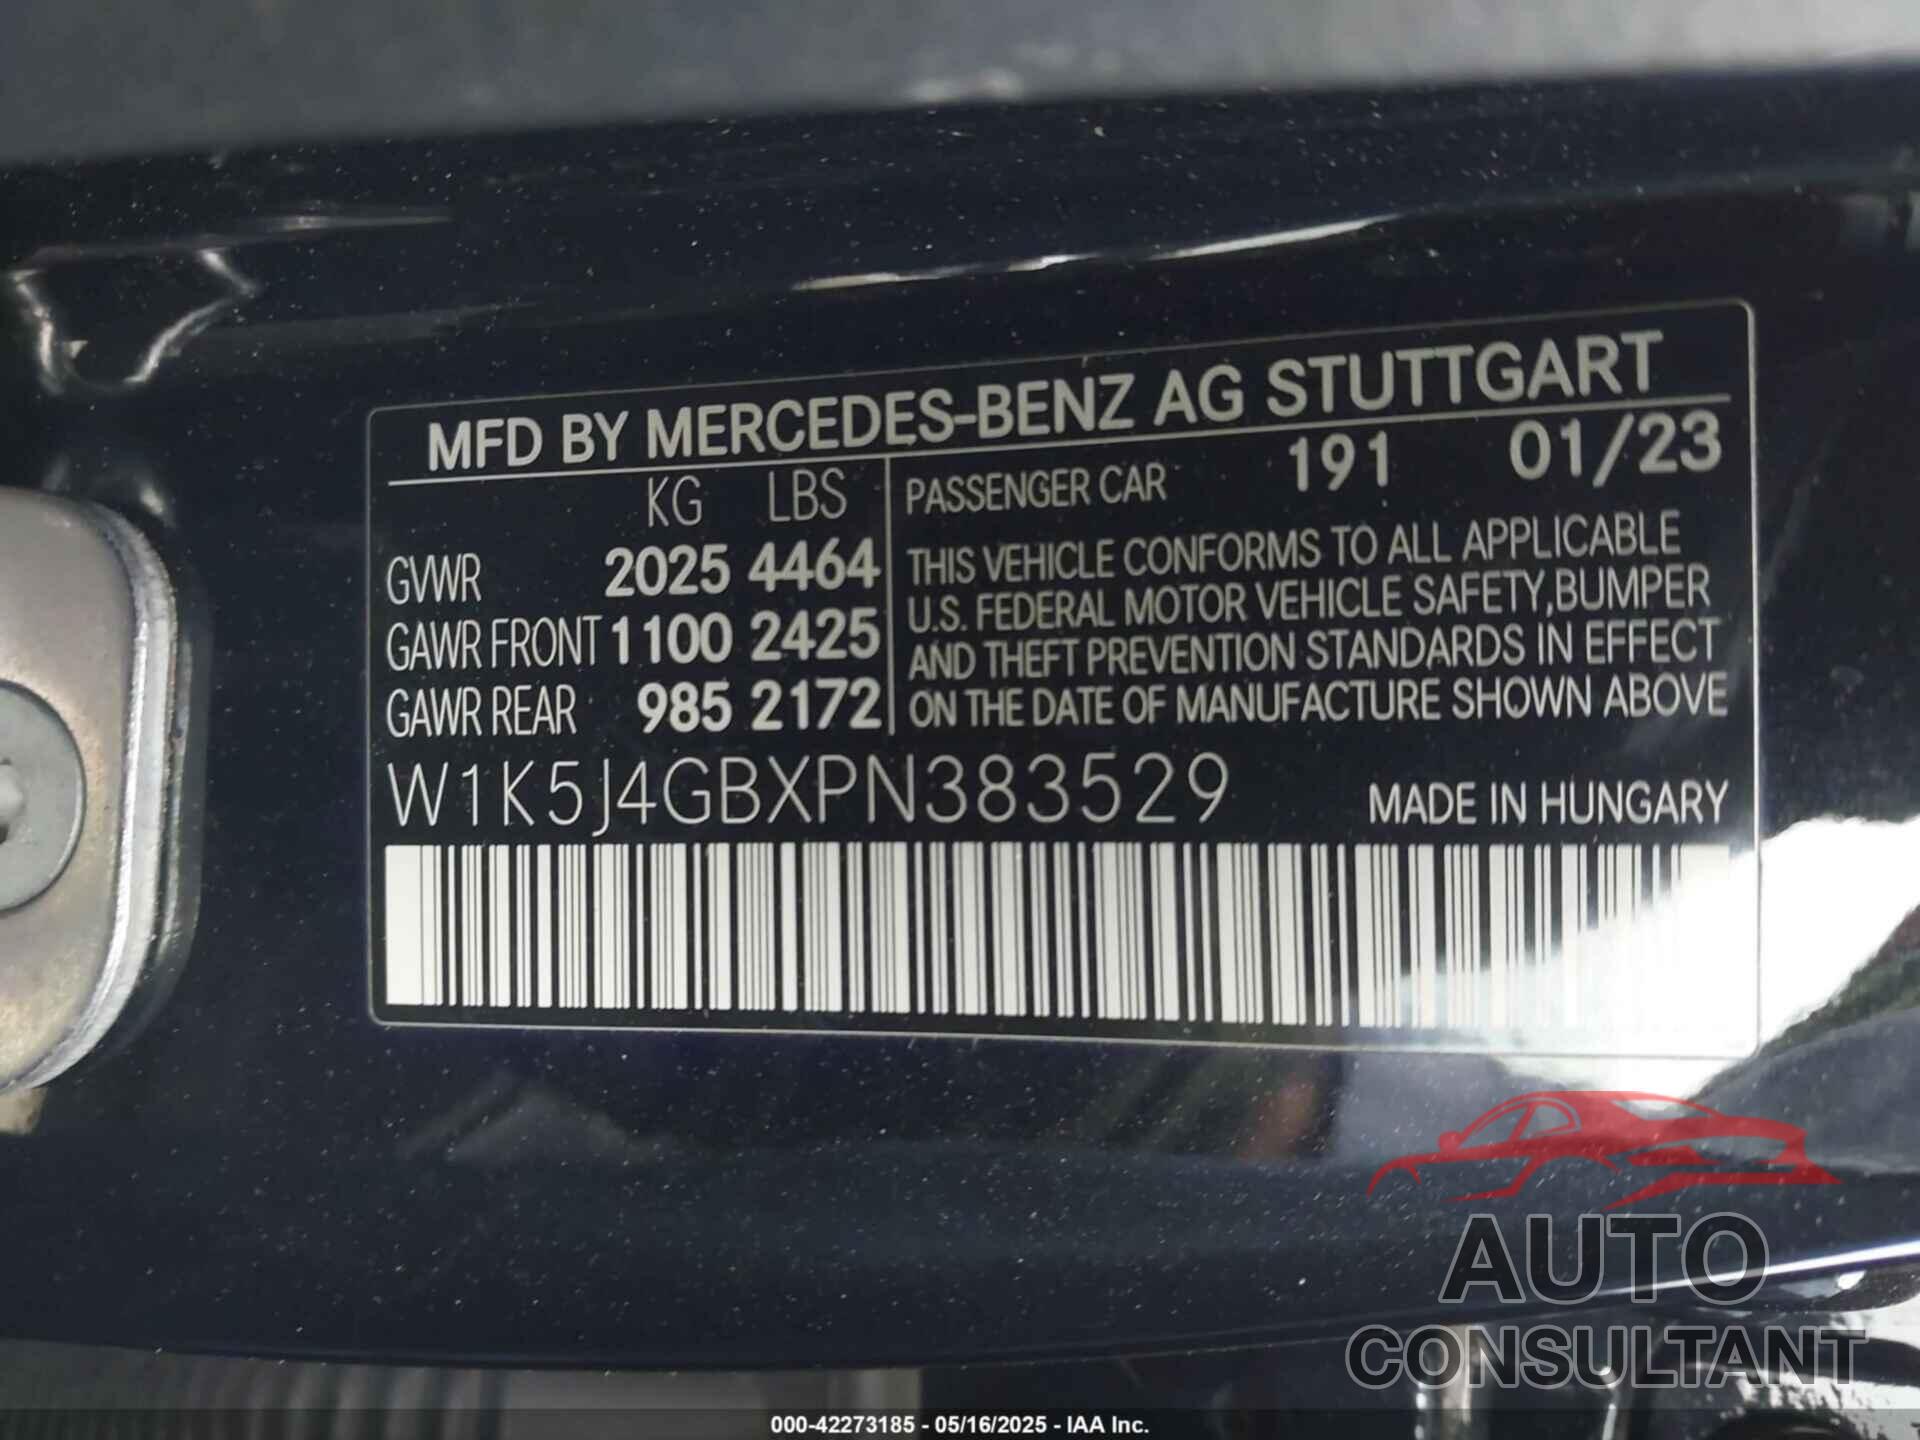 MFD BY MERCEDES-BENZ AG STUTTGART
KG LBS
GVWR 2025 4464
GAWR FRONT 1100 2425
GAWR REAR 985 2172
PASSENGER CAR 191 01/23
THIS VEHICLE CONFORMS TO ALL APPLICABLE
U.S. FEDERAL MOTOR VEHICLE SAFETY,BUMPER
AND THEFT PREVENTION STANDARDS IN EFFECT
ON THE DATE OF MANUFACTURE SHOWN ABOVE
W1K5J4GBXPN383529 MADE IN HUNGARY
AUTO
CONSULTANT
000-42273185 - 05/16/2025 - IAA Inc.